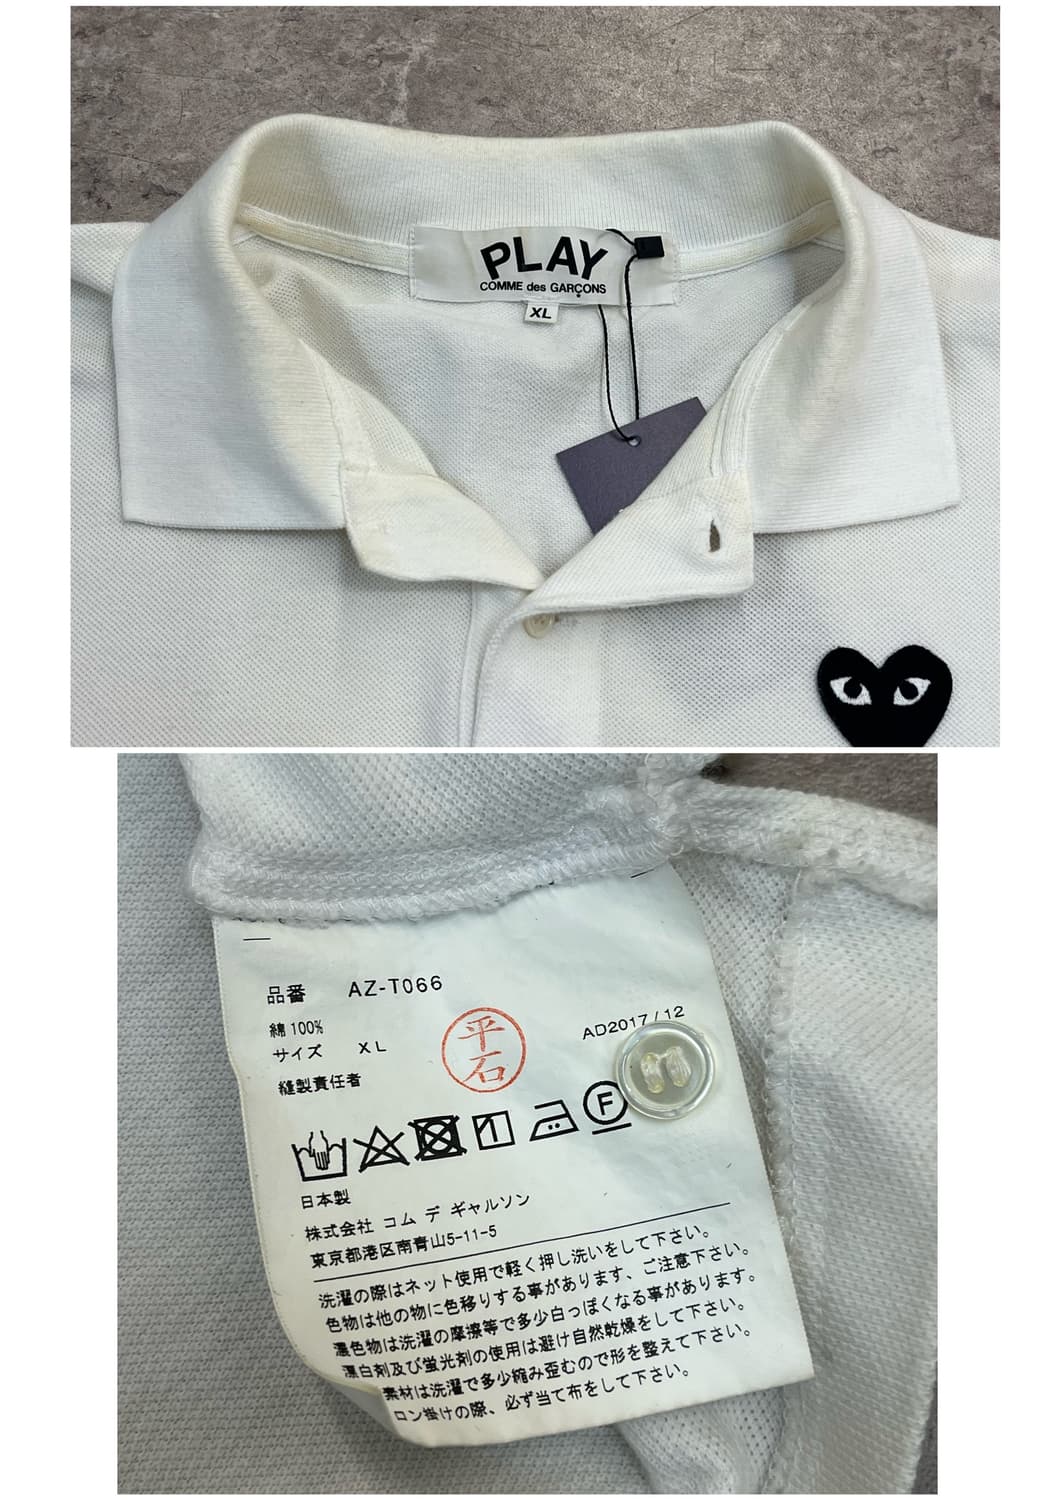 PLAY
COMME des GARÇONS
XL
品番 AZ-T066
綿 100%
サイズ XL
AD2017/12
縫製責任者
平石
F
日本製
株式会社 コム デ ギャルソン
東京都港区南青山5-11-5
洗濯の際はネット使用で軽く押し洗いをして下さい。
色物は他の物に色移りする事があります、ご注意下さい。
濃色物は洗濯の摩擦等で多少白っぽくなる事があります。
漂白剤及び蛍光剤の使用は避け自然乾燥をして下さい。
素材は洗濯で多少縮み歪むので形を整えて下さい。
ロン掛けの際、必ず当て布をして下さい。